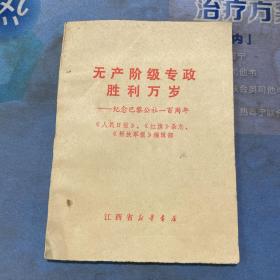 治疗方
内」
无产阶级专政
胜利万岁
——纪念巴黎公社一百周年
《人民日报》、《红旗》杂志、
《解放军报》编辑部
江西省新华书店